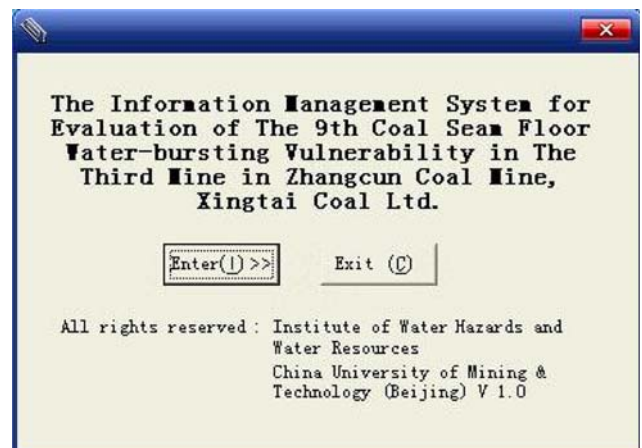 The Information Management System for
Evaluation of The 9th Coal Seam Floor
Water-bursting Vulnerability in The
Third Mine in Zhangcun Coal Mine,
Xingtai Coal Ltd.
Enter(I)>>
Exit (C)
All rights reserved : Institute of Water Hazards and
Water Resources
China University of Mining &
Technology (Beijing) V 1.0